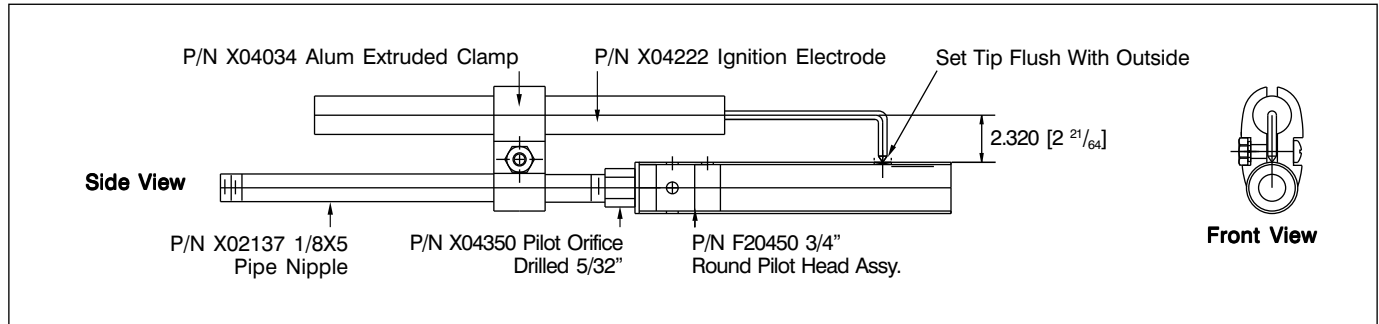 P/N X04034 Alum Extruded Clamp
P/N X04222 Ignition Electrode
Set Tip Flush With Outside
2.320 [2 21/64]
Side View
P/N X02137 1/8X5
Pipe Nipple
P/N X04350 Pilot Orifice
Drilled 5/32”
P/N F20450 3/4”
Round Pilot Head Assy.
Front View